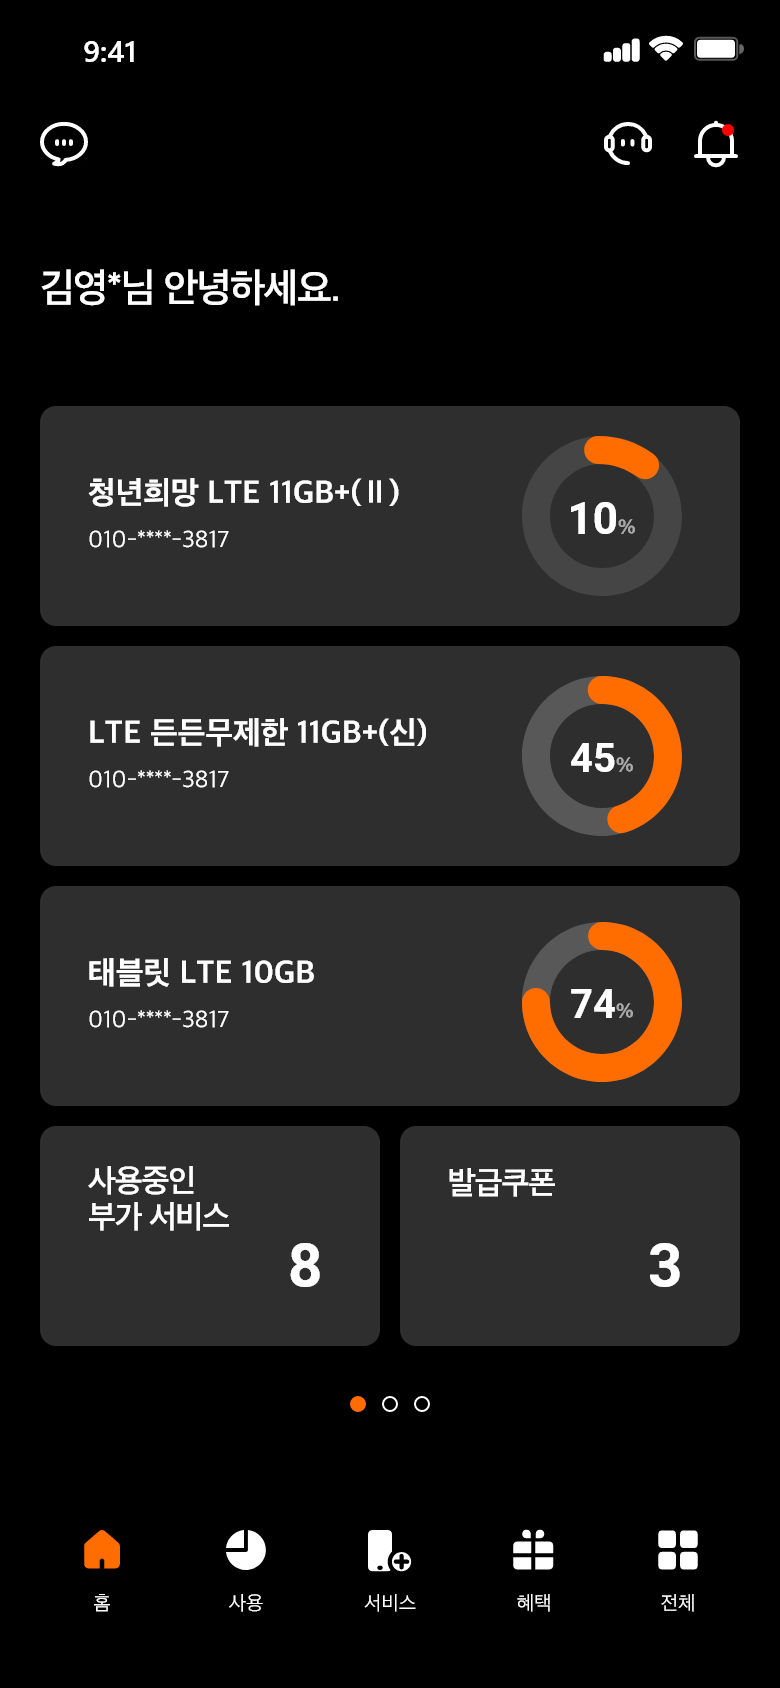 9:41
김영*님 안녕하세요.
청년희망 LTE 11GB+(Ⅱ)
010-****-3817
10%
LTE 든든무제한 11GB+(신)
010-****-3817
45%
태블릿 LTE 10GB
010-****-3817
74%
사용중인
부가 서비스
8
발급쿠폰
3
홈
사용
서비스
혜택
전체